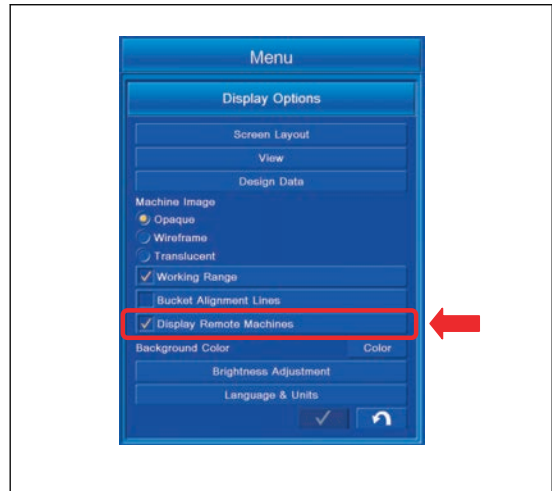 Menu
Display Options
Screen Layout
View
Design Data
Machine Image
Opaque
Wireframe
Translucent
Working Range
Bucket Alignment Lines
Display Remote Machines
Background Color Color
Brightness Adjustment
Language & Units